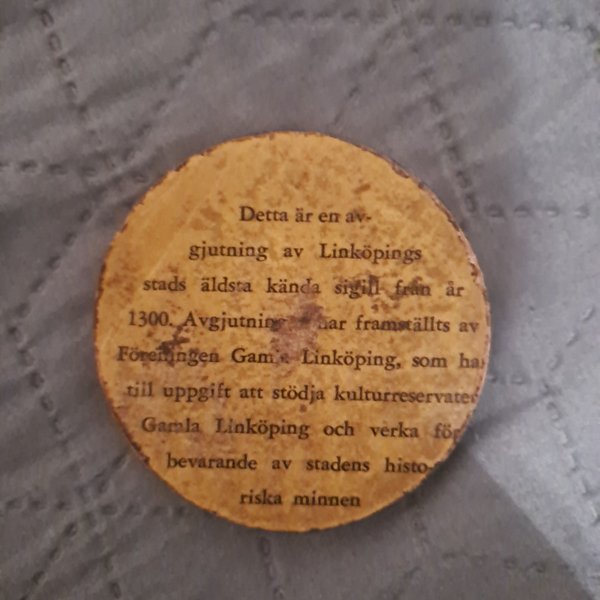 Detta är en av-
gjutning av Linköpings
stads äldsta kända sigill från år
1300. Avgjutningen har framställts av
Föreningen Gamla Linköping, som har
till uppgift att stödja kulturreservatet
Gamla Linköping och verka för
bevarande av stadens histo-
riska minnen